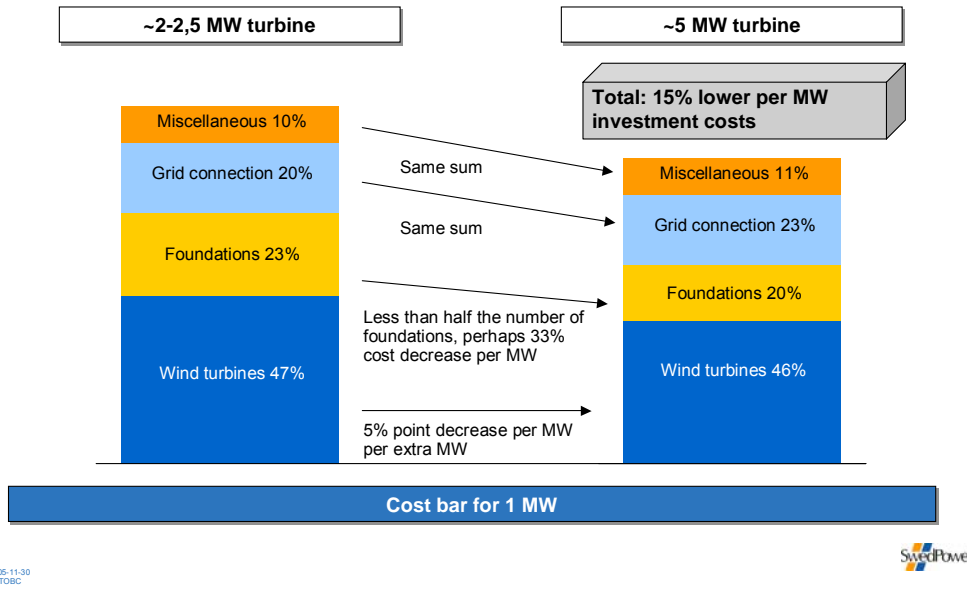 ~2-2,5 MW turbine
~5 MW turbine
Total: 15% lower per MW
investment costs
Miscellaneous 10%
Grid connection 20%
Foundations 23%
Wind turbines 47%
Same sum
Same sum
Less than half the number of
foundations, perhaps 33%
cost decrease per MW
5% point decrease per MW
per extra MW
Miscellaneous 11%
Grid connection 23%
Foundations 20%
Wind turbines 46%
Cost bar for 1 MW
SwedPowe
05-11-30
TOBC